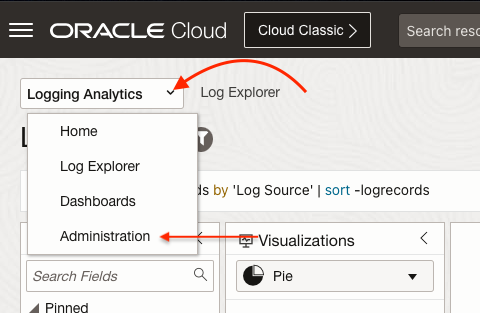 ORACLE Cloud
Cloud Classic
Search reso
Logging Analytics
Log Explorer
Home
Log Explorer
Dashboards
Administration
ds by 'Log Source' | sort -logrecords
Visualizations
Search Fields
Pie
Pinned